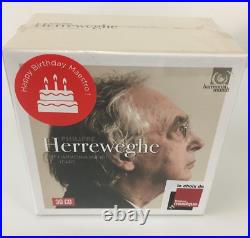 Happy Birthday Maestro !
harmonia
mundi
PHILIPPE
Herreweghe
HARMONIA MUNDI
YEARS
30 CD
le choix de
france
musique